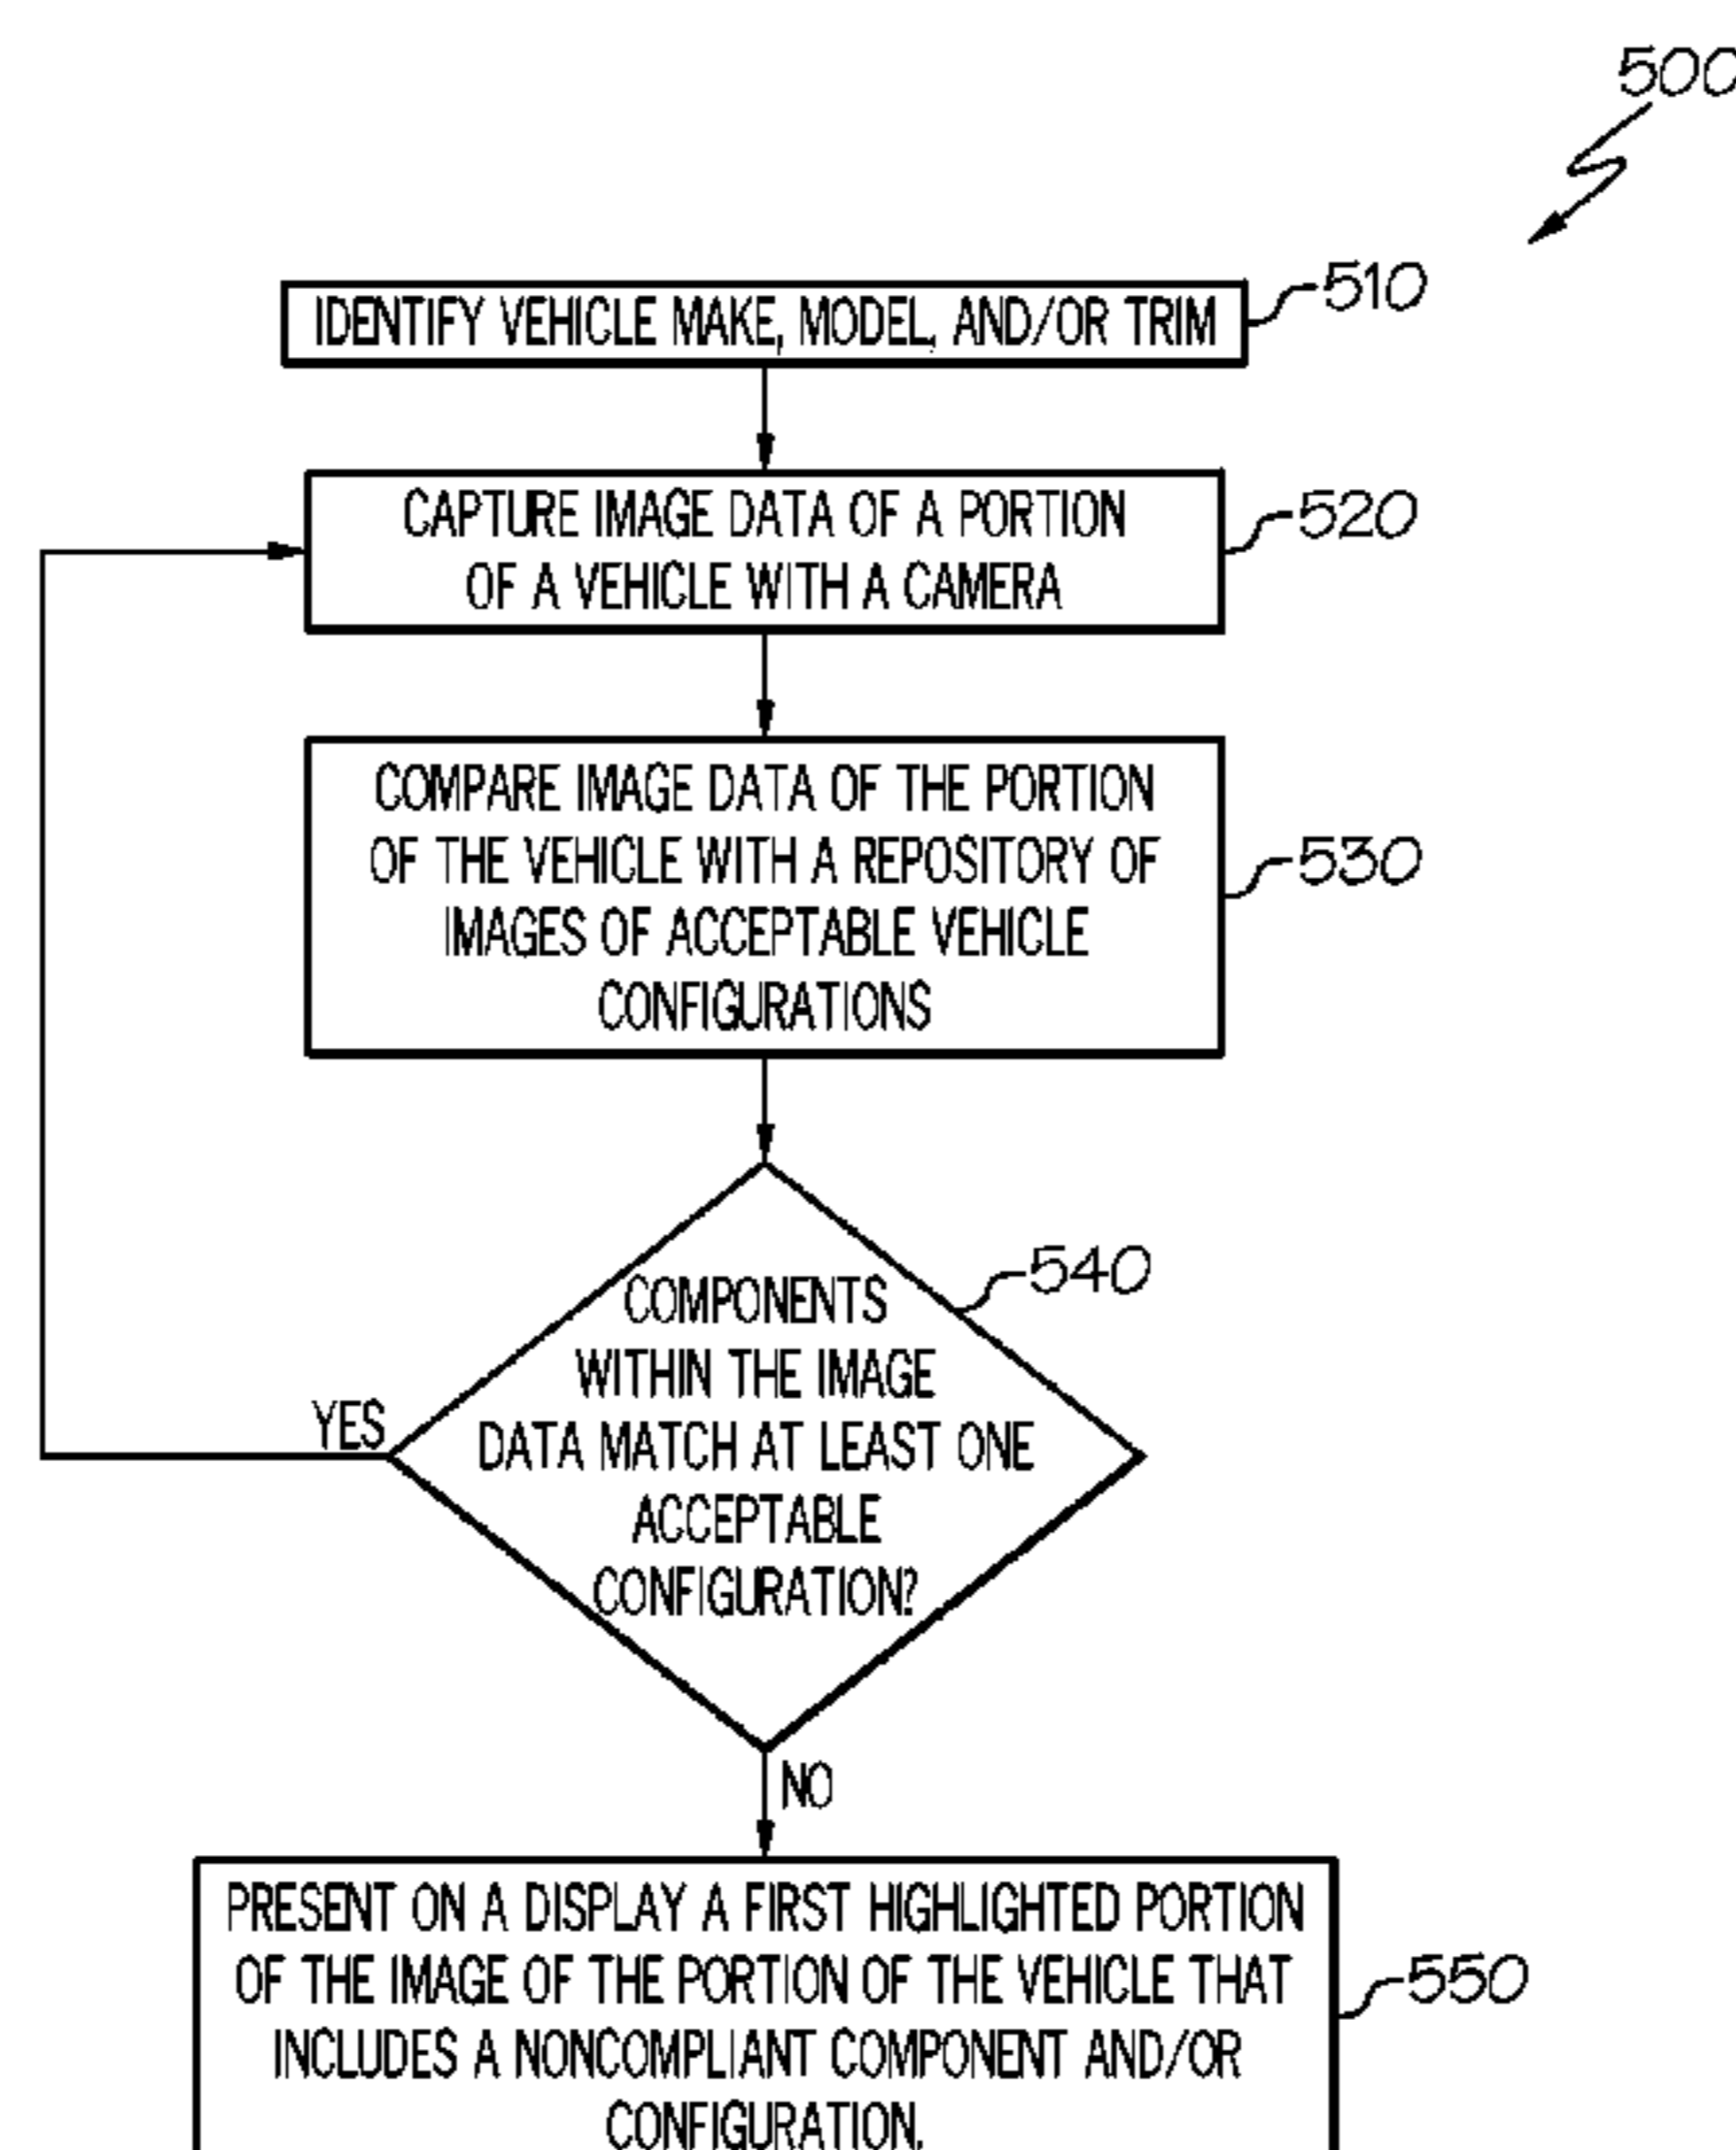 500
IDENTIFY VEHICLE MAKE, MODEL, AND/OR TRIM
510
CAPTURE IMAGE DATA OF A PORTION
OF A VEHICLE WITH A CAMERA
520
COMPARE IMAGE DATA OF THE PORTION
OF THE VEHICLE WITH A REPOSITORY OF
IMAGES OF ACCEPTABLE VEHICLE
CONFIGURATIONS
530
COMPONENTS
WITHIN THE IMAGE
DATA MATCH AT LEAST ONE
ACCEPTABLE
CONFIGURATION?
540
YES
NO
PRESENT ON A DISPLAY A FIRST HIGHLIGHTED PORTION
OF THE IMAGE OF THE PORTION OF THE VEHICLE THAT
INCLUDES A NONCOMPLIANT COMPONENT AND/OR
CONFIGURATION.
550